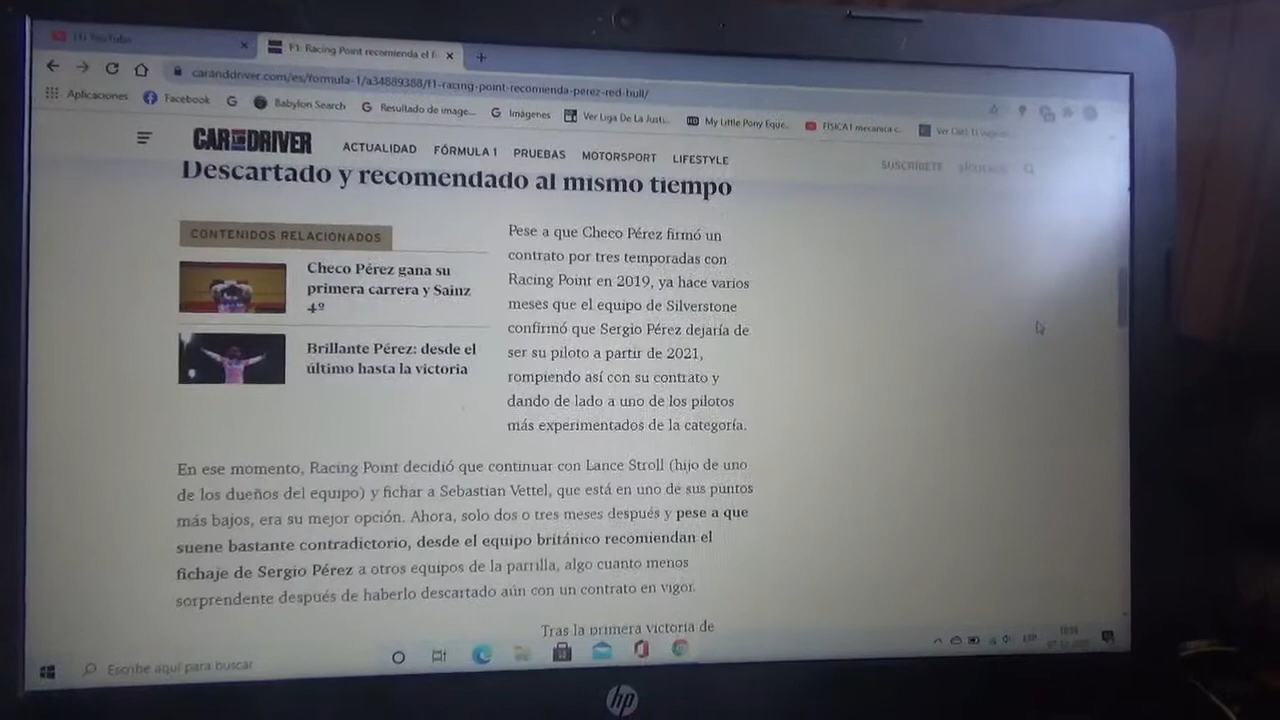 (1) YouTube
F1: Racing Point recomienda el f
caranddriver.com/es/formula-1/a34889388/f1-racing-point-recomienda-perez-red-bull/
Aplicaciones Facebook Babylon Search Resultado de image... Imágenes Ver Liga De La Justi... My Little Pony Eque... FISICA1 mecanica c...
CAR AND DRIVER ACTUALIDAD FÓRMULA 1 PRUEBAS MOTORSPORT LIFESTYLE SUSCRÍBETE
Descartado y recomendado al mismo tiempo
CONTENIDOS RELACIONADOS
Checo Pérez gana su
primera carrera y Sainz
4º
Brillante Pérez: desde el
último hasta la victoria
Pese a que Checo Pérez firmó un
contrato por tres temporadas con
Racing Point en 2019, ya hace varios
meses que el equipo de Silverstone
confirmó que Sergio Pérez dejaría de
ser su piloto a partir de 2021,
rompiendo así con su contrato y
dando de lado a uno de los pilotos
más experimentados de la categoría.
En ese momento, Racing Point decidió que continuar con Lance Stroll (hijo de uno
de los dueños del equipo) y fichar a Sebastian Vettel, que está en uno de sus puntos
más bajos, era su mejor opción. Ahora, solo dos o tres meses después y pese a que
suene bastante contradictorio, desde el equipo británico recomiendan el
fichaje de Sergio Pérez a otros equipos de la parrilla, algo cuanto menos
sorprendente después de haberlo descartado aún con un contrato en vigor.
Tras la primera victoria de
Escribe aquí para buscar
ESP
hp